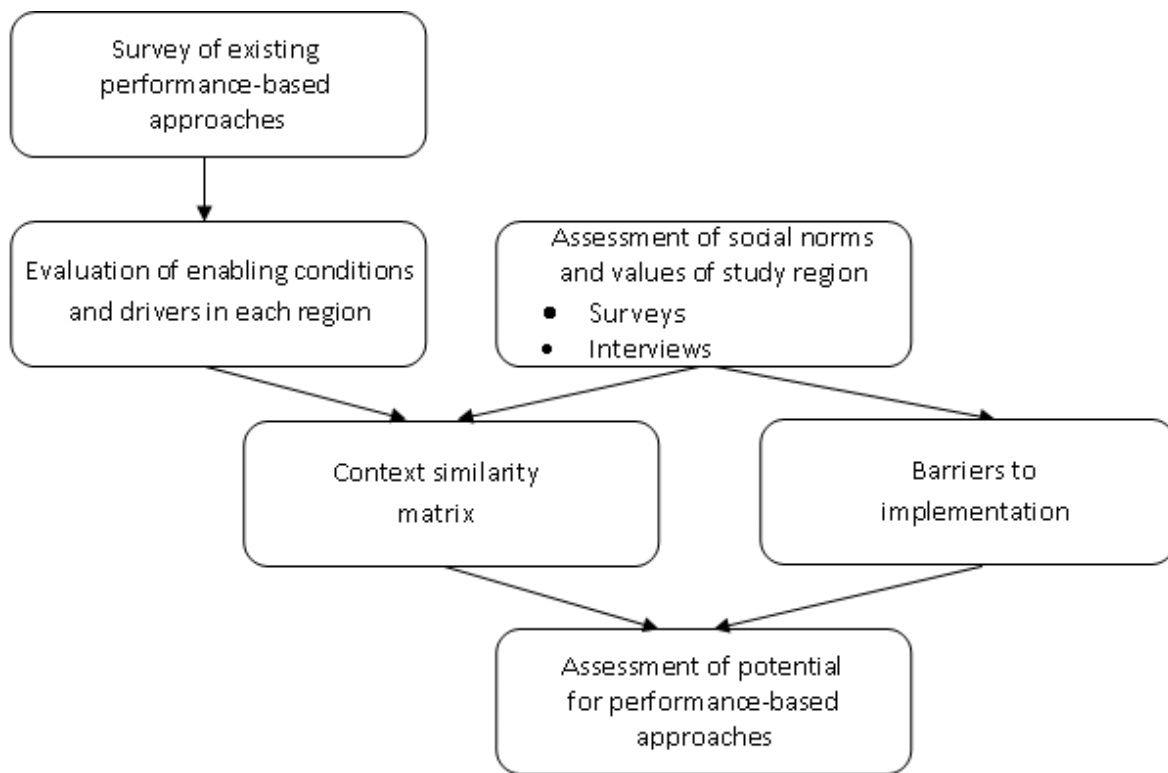 Survey of existing
performance-based
approaches
Evaluation of enabling conditions
and drivers in each region
Assessment of social norms
and values of study region
• Surveys
• Interviews
Context similarity
matrix
Barriers to
implementation
Assessment of potential
for performance-based
approaches